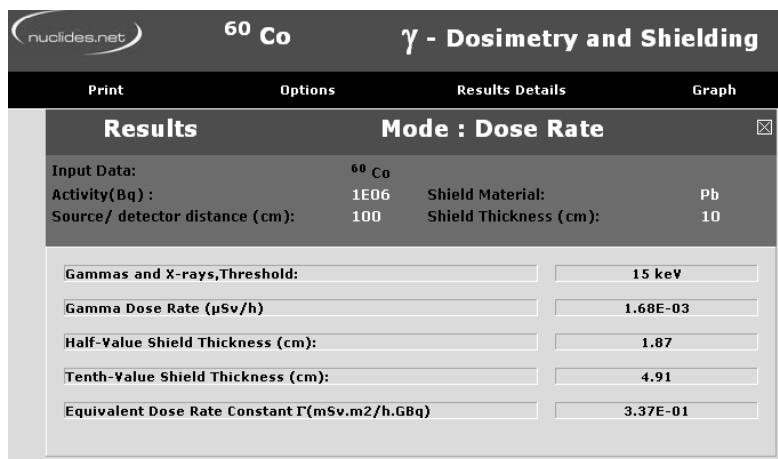 nuclides.net 60 Co γ - Dosimetry and Shielding
Print Options Results Details Graph
Results Mode : Dose Rate
Input Data: 60 Co
Activity(Bq) : 1E06 Shield Material: Pb
Source/ detector distance (cm): 100 Shield Thickness (cm): 10
Gammas and X-rays,Threshold: 15 keV
Gamma Dose Rate (µSv/h) 1.68E-03
Half-Value Shield Thickness (cm): 1.87
Tenth-Value Shield Thickness (cm): 4.91
Equivalent Dose Rate Constant Γ(mSv.m2/h.GBq) 3.37E-01